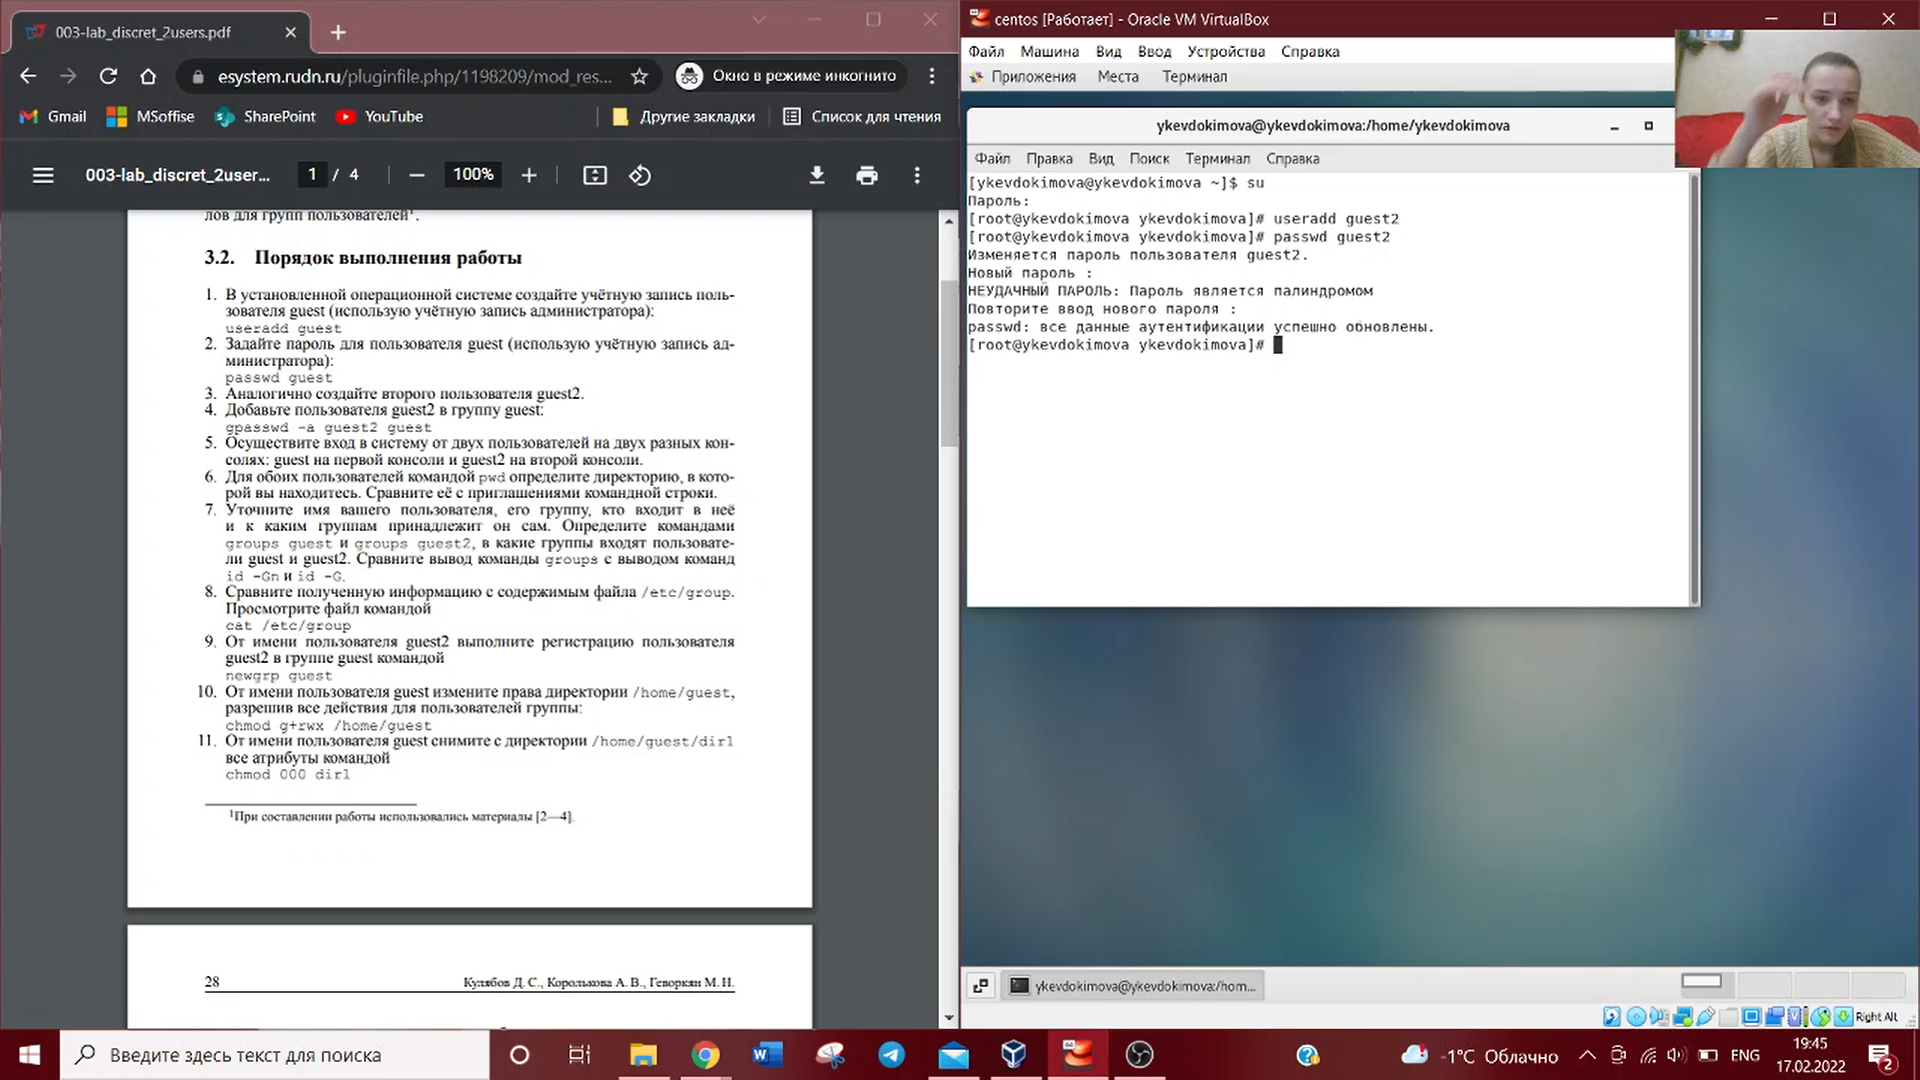 003-lab_discret_2users.pdf
esystem.rudn.ru/pluginfile.php/1198209/mod_res...
Окно в режиме инкогнито
Gmail
MSoffise
SharePoint
YouTube
Другие закладки
Список для чтения
003-lab_discret_2user...
1 / 4
100%
лов для групп пользователей¹.
3.2. Порядок выполнения работы
1. В установленной операционной системе создайте учётную запись поль-
зователя guest (использую учётную запись администратора):
useradd guest
2. Задайте пароль для пользователя guest (использую учётную запись ад-
министратора):
passwd guest
3. Аналогично создайте второго пользователя guest2.
4. Добавьте пользователя guest2 в группу guest:
gpasswd -a guest2 guest
5. Осуществите вход в систему от двух пользователей на двух разных кон-
солях: guest на первой консоли и guest2 на второй консоли.
6. Для обоих пользователей командой pwd определите директорию, в кото-
рой вы находитесь. Сравните её с приглашениями командной строки.
7. Уточните имя вашего пользователя, его группу, кто входит в неё
и к каким группам принадлежит он сам. Определите командами
groups guest и groups guest2, в какие группы входят пользовате-
ли guest и guest2. Сравните вывод команды groups с выводом команд
id -Gn и id -G.
8. Сравните полученную информацию с содержимым файла /etc/group.
Просмотрите файл командой
cat /etc/group
9. От имени пользователя guest2 выполните регистрацию пользователя
guest2 в группе guest командой
newgrp guest
10. От имени пользователя guest измените права директории /home/guest,
разрешив все действия для пользователей группы:
chmod g+rwx /home/guest
11. От имени пользователя guest снимите с директории /home/guest/dir1
все атрибуты командой
chmod 000 dir1
¹При составлении работы использовались материалы [2—4].
28
Кулябов Д. С., Королькова А. В., Геворкян М. Н.
centos [Работает] - Oracle VM VirtualBox
Файл Машина Вид Ввод Устройства Справка
Приложения Места Терминал
ykevdokimova@ykevdokimova:/home/ykevdokimova
Файл Правка Вид Поиск Терминал Справка
[ykevdokimova@ykevdokimova ~]$ su
Пароль:
[root@ykevdokimova ykevdokimova]# useradd guest2
[root@ykevdokimova ykevdokimova]# passwd guest2
Изменяется пароль пользователя guest2.
Новый пароль :
НЕУДАЧНЫЙ ПАРОЛЬ: Пароль является палиндромом
Повторите ввод нового пароля :
passwd: все данные аутентификации успешно обновлены.
[root@ykevdokimova ykevdokimova]#
ykevdokimova@ykevdokimova:/hom...
Right Alt
Введите здесь текст для поиска
-1°C Облачно
ENG
19:45
17.02.2022
2